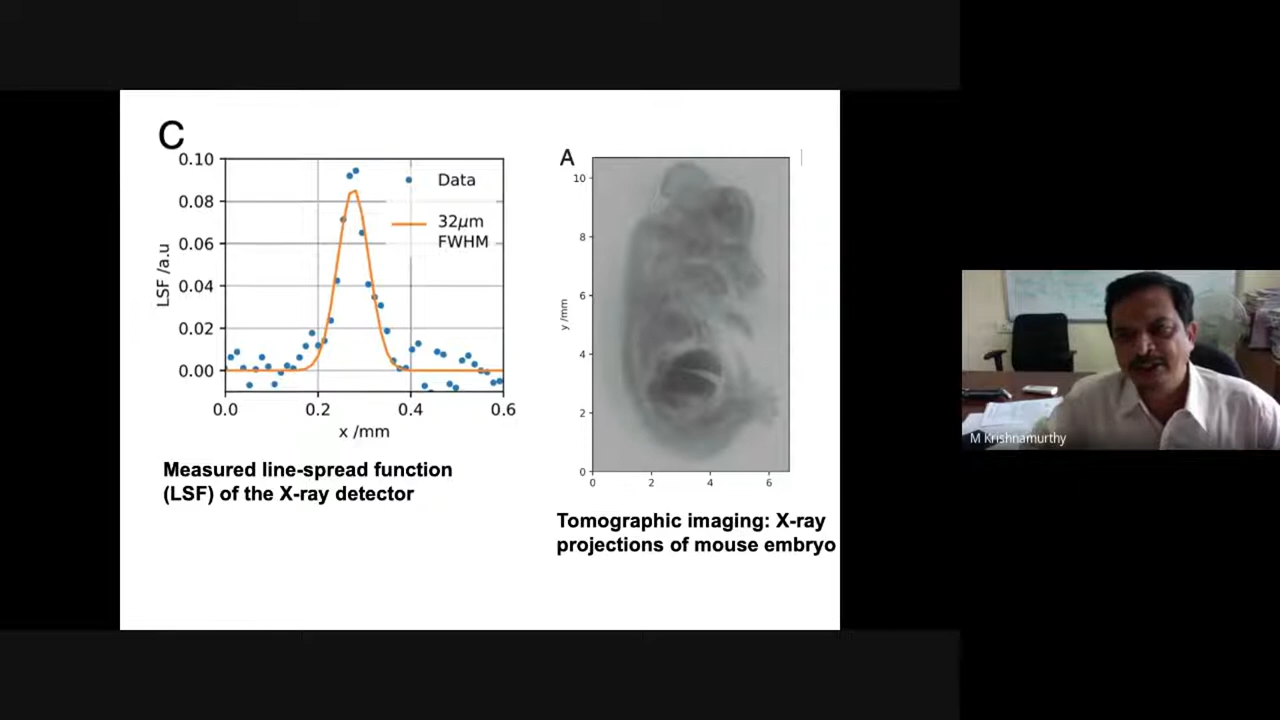 C
0.10
0.08
0.06
0.04
0.02
0.00
LSF /a.u
Data
32μm
FWHM
0.0 0.2 0.4 0.6
x /mm
Measured line-spread function
(LSF) of the X-ray detector
A
10
8
6
4
2
0
y /mm
0 2 4 6
Tomographic imaging: X-ray
projections of mouse embryo
M Krishnamurthy